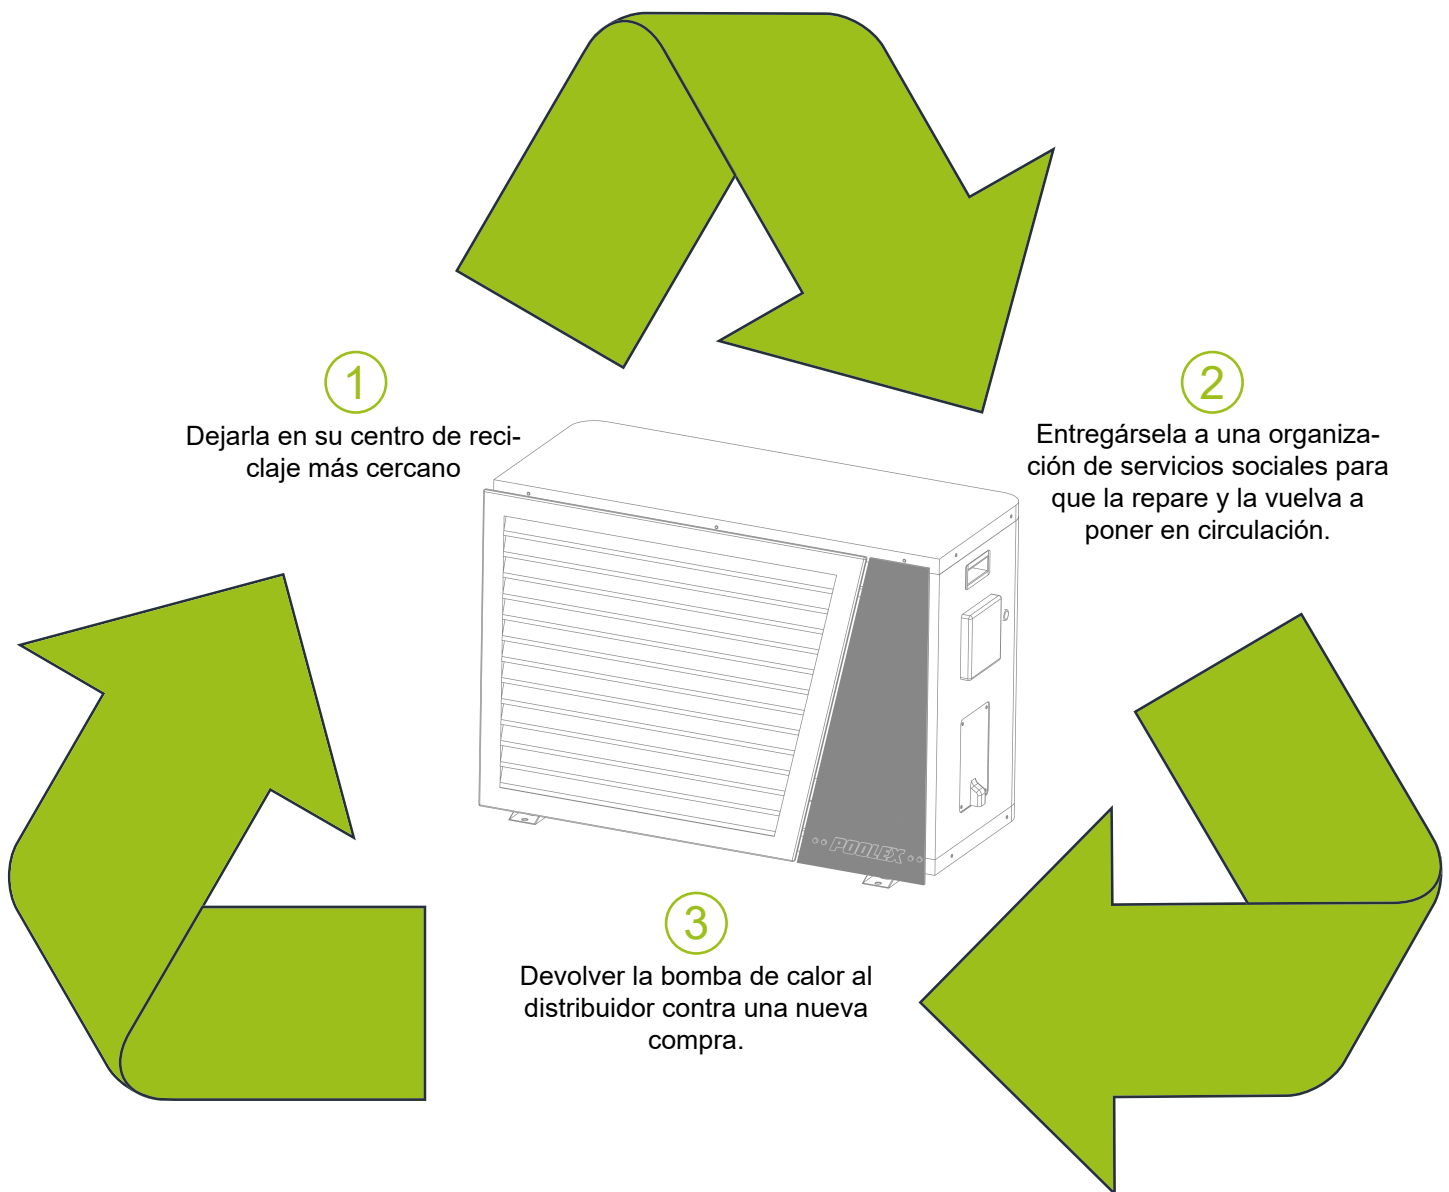 1
Dejarla en su centro de reci-
claje más cercano
2
Entregársela a una organiza-
ción de servicios sociales para
que la repare y la vuelva a
poner en circulación.
POOLEX
3
Devolver la bomba de calor al
distribuidor contra una nueva
compra.